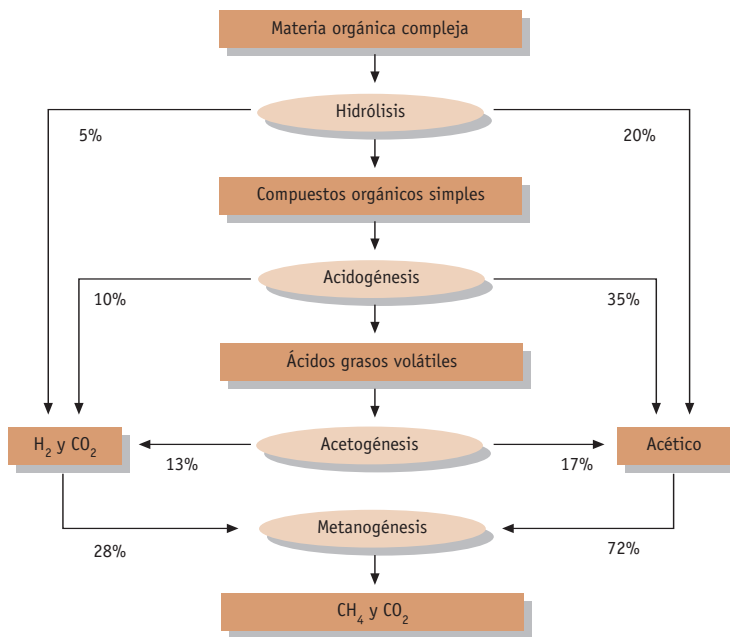 Materia orgánica compleja
Hidrólisis
5%
20%
Compuestos orgánicos simples
Acidogénesis
10%
35%
Ácidos grasos volátiles
H₂ y CO₂
Acetogénesis
Acético
13%
17%
Metanogénesis
28%
72%
CH₄ y CO₂